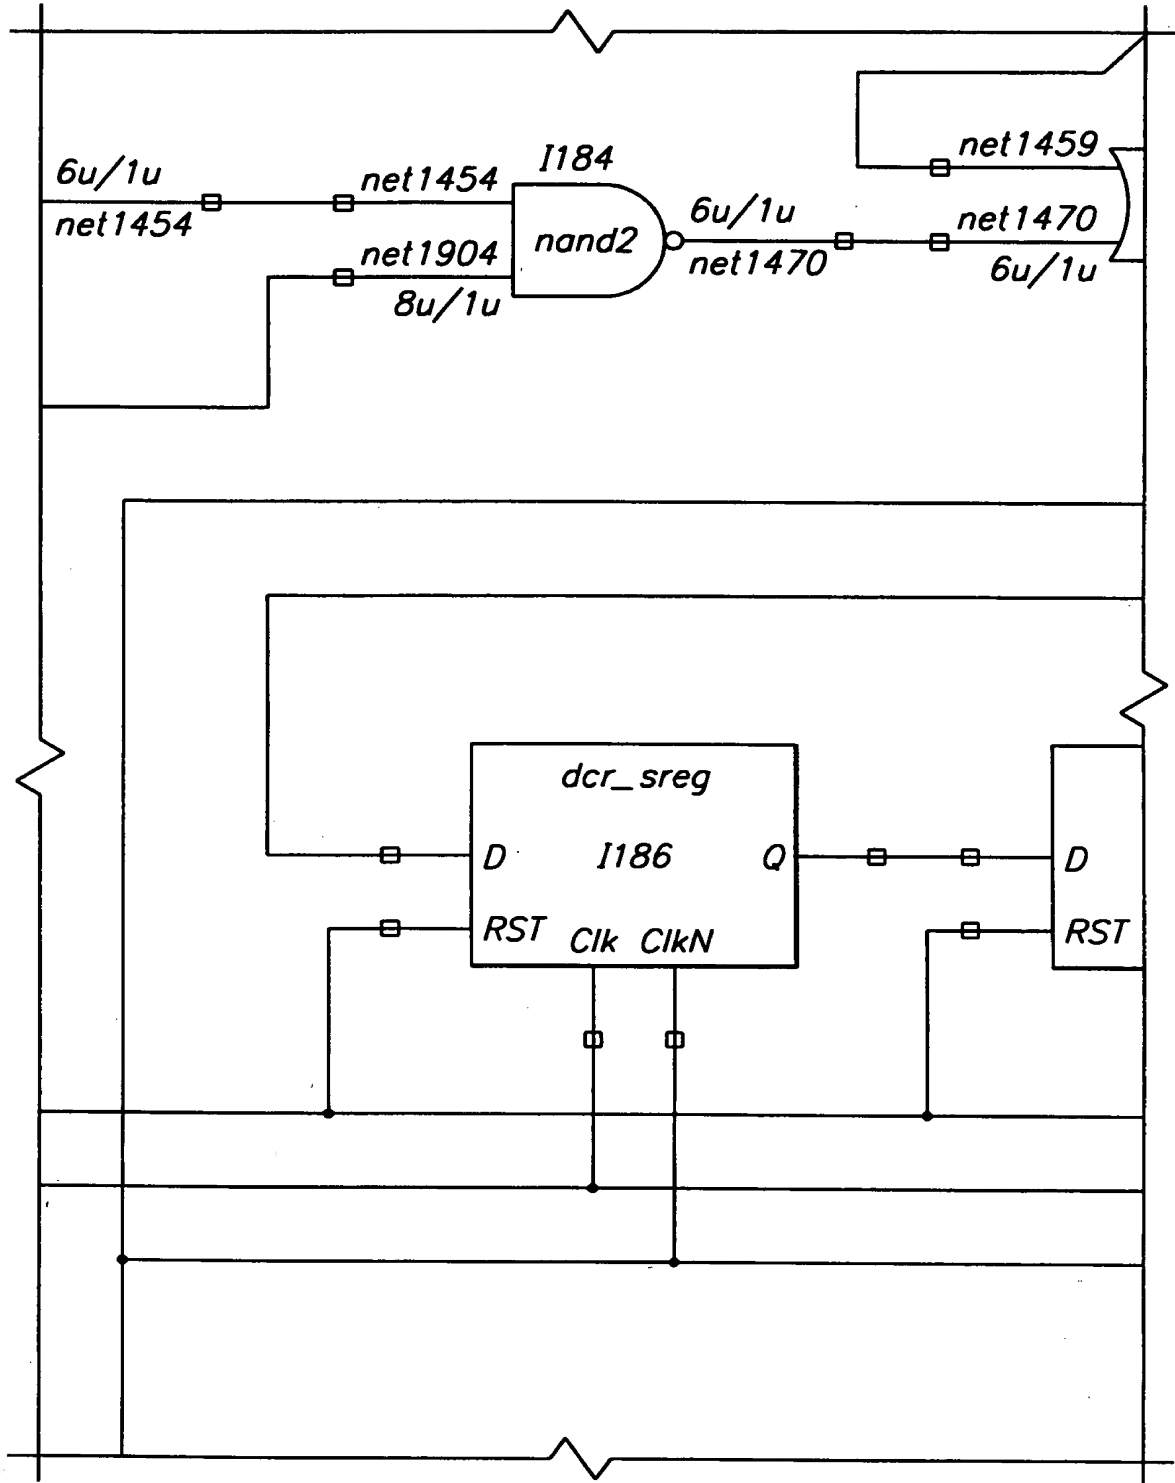 6u/1u
net1454
net1454
net1904
8u/1u
I184
nand2
6u/1u
net1470
net1459
net1470
6u/1u
dcr_sreg
D
I186
Q
RST
Clk
ClkN
D
RST